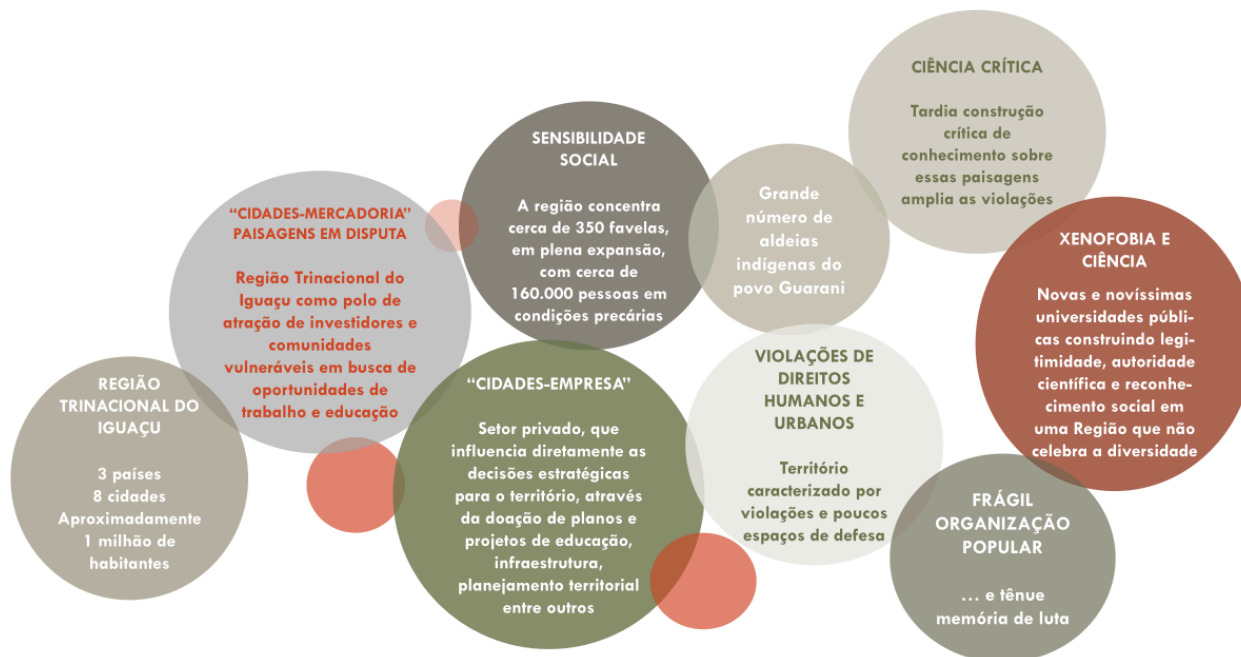 REGIÃO
TRINACIONAL DO
IGUAÇU
3 países
8 cidades
Aproximadamente
1 milhão de
habitantes
“CIDADES-MERCADORIA”
PAISAGENS EM DISPUTA
Região Trinacional do
Iguaçu como polo de
atração de investidores e
comunidades
vulneráveis em busca de
oportunidades de
trabalho e educação
SENSIBILIDADE
SOCIAL
A região concentra
cerca de 350 favelas,
em plena expansão,
com cerca de
160.000 pessoas em
condições precárias
“CIDADES-EMPRESA”
Setor privado, que
influencia diretamente as
decisões estratégicas
para o território, através
da doação de planos e
projetos de educação,
infraestrutura,
planejamento territorial
entre outros
Grande
número de
aldeias
indígenas do
povo Guarani
VIOLAÇÕES DE
DIREITOS
HUMANOS E
URBANOS
Território
caracterizado por
violações e poucos
espaços de defesa
CIÊNCIA CRÍTICA
Tardia construção
crítica de
conhecimento sobre
essas paisagens
amplia as violações
XENOFOBIA E
CIÊNCIA
Novas e novíssimas
universidades públi-
cas construindo legi-
timidade, autoridade
científica e reconhe-
cimento social em
uma Região que não
celebra a diversidade
FRÁGIL
ORGANIZAÇÃO
POPULAR
... e tênue
memória de luta